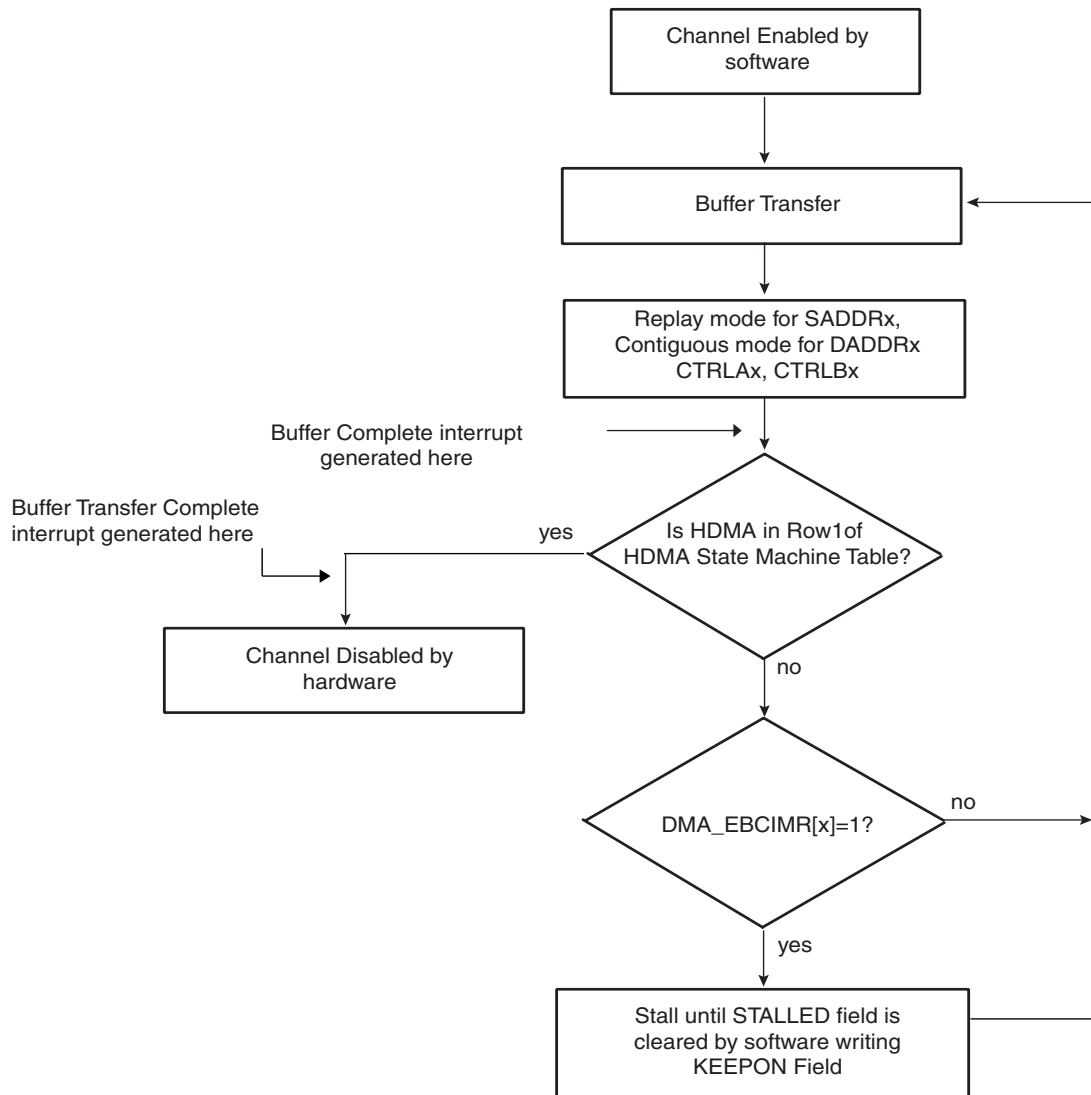 Channel Enabled by
software
Buffer Transfer
Replay mode for SADDRx,
Contiguous mode for DADDRx
CTRLAx, CTRLBx
Buffer Complete interrupt
generated here
Buffer Transfer Complete
interrupt generated here
yes
Is HDMA in Row1of
HDMA State Machine Table?
Channel Disabled by
hardware
no
DMA_EBCIMR[x]=1?
no
yes
Stall until STALLED field is
cleared by software writing
KEEPON Field